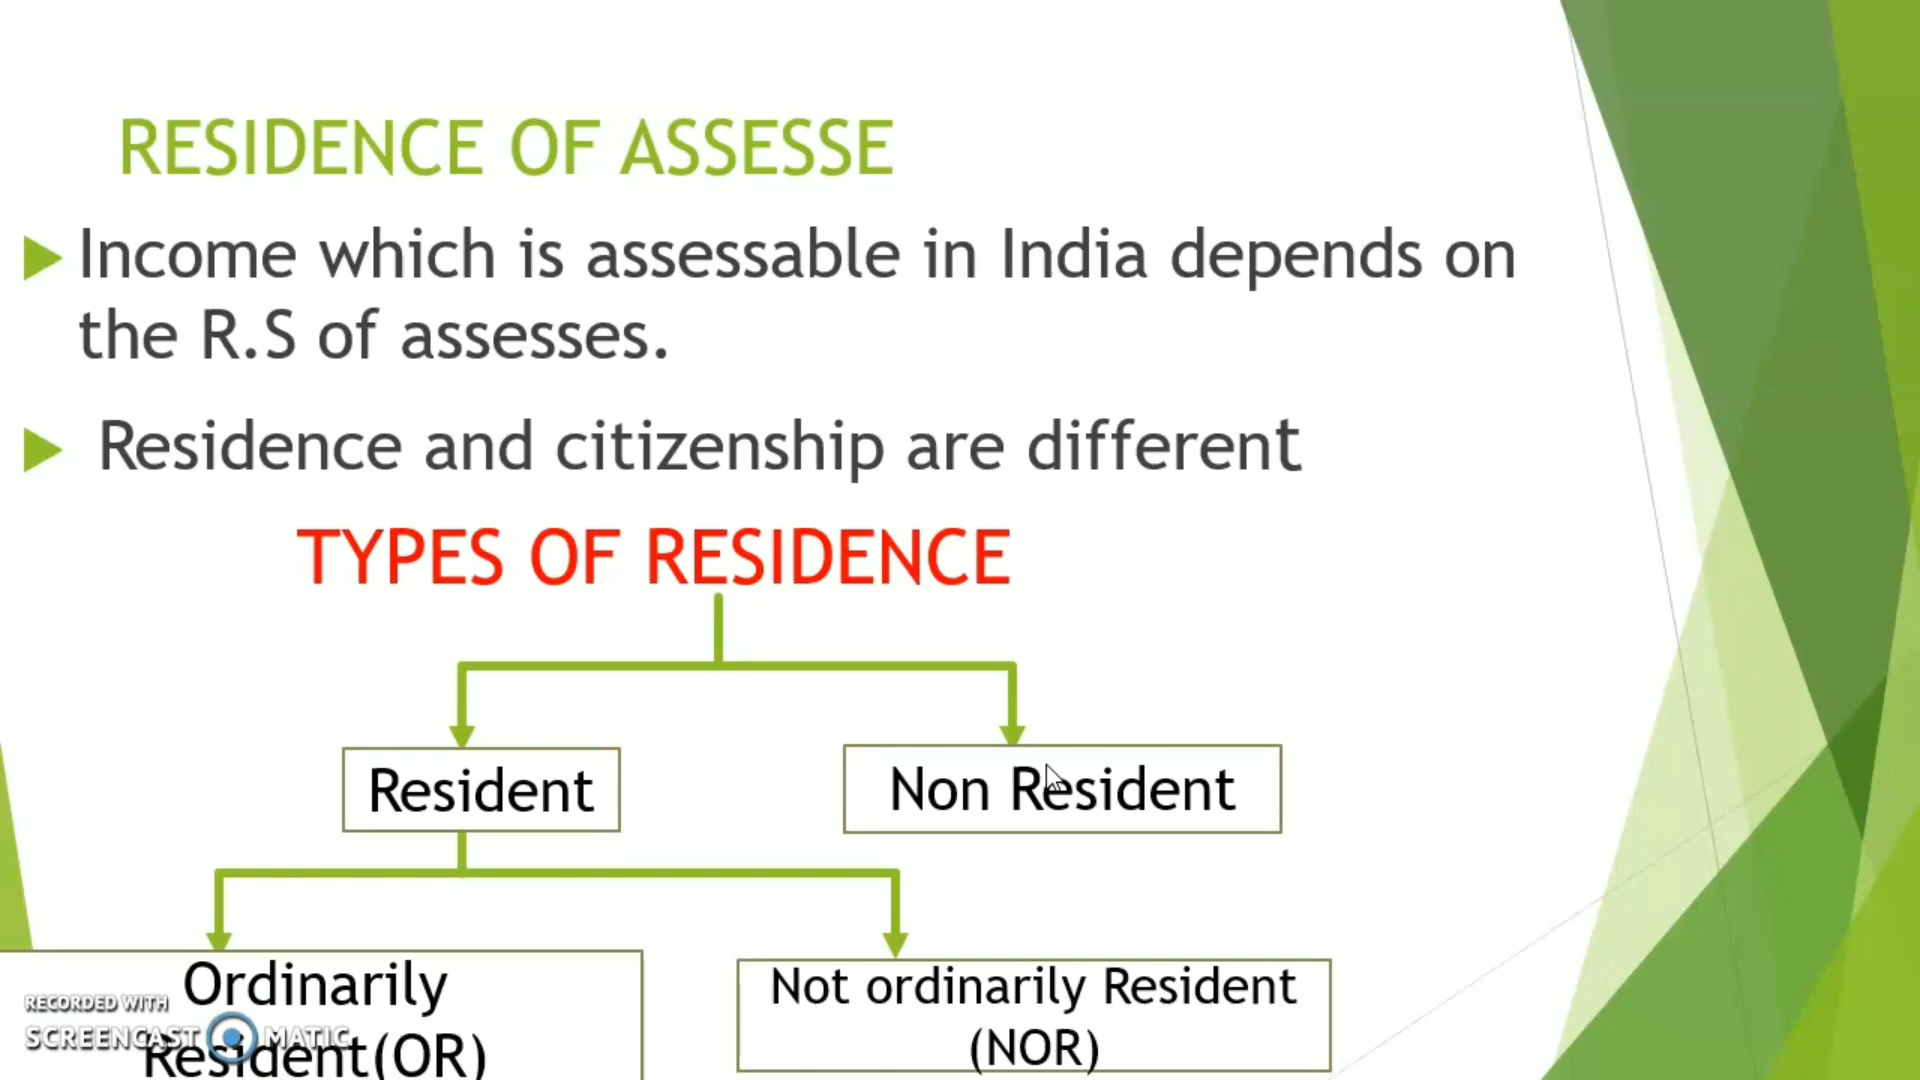 RESIDENCE OF ASSESSE
Income which is assessable in India depends on
the R.S of assesses.
Residence and citizenship are different
TYPES OF RESIDENCE
Resident
Non Resident
Ordinarily
Resident(OR)
Not ordinarily Resident
(NOR)
RECORDED WITH
SCREENCAST MATIC